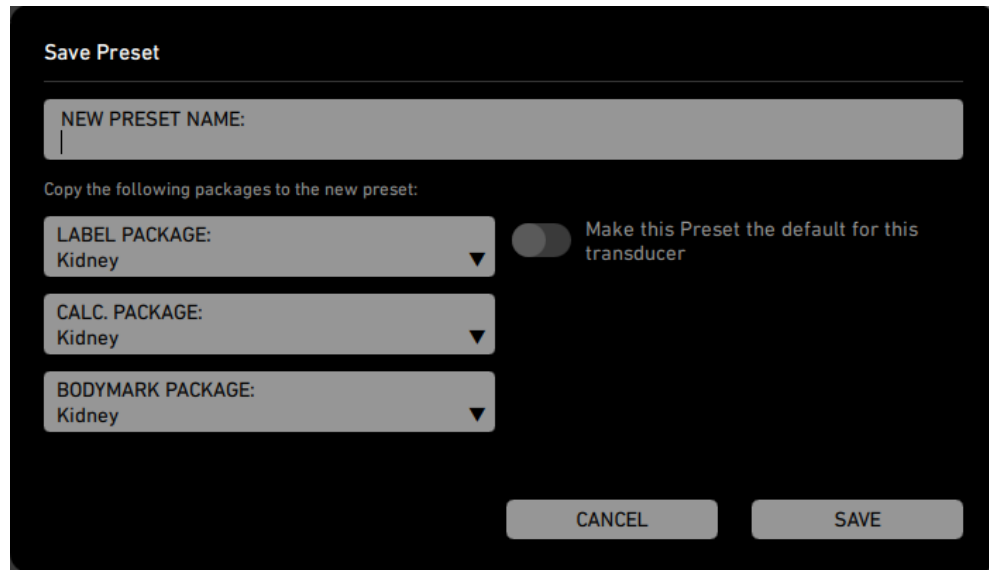 Save Preset
NEW PRESET NAME:
Copy the following packages to the new preset:
LABEL PACKAGE:
Kidney
Make this Preset the default for this
transducer
CALC. PACKAGE:
Kidney
BODYMARK PACKAGE:
Kidney
CANCEL
SAVE